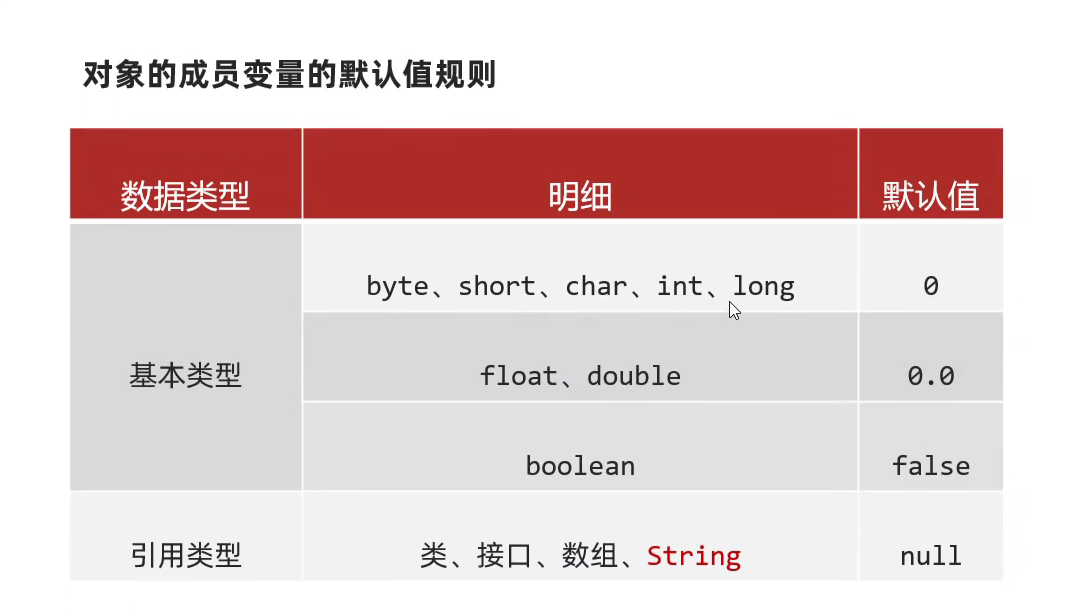 对象的成员变量的默认值规则
数据类型 明细 默认值
byte、short、char、int、long 0
基本类型 float、double 0.0
boolean false
引用类型 类、接口、数组、String null